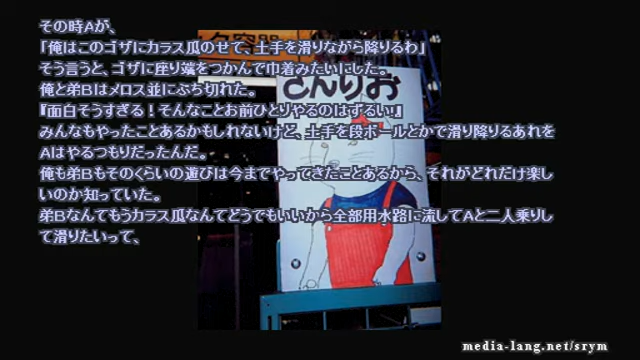 タ容器
どんりお
その時Aが、
「俺はこのゴザにカラス瓜のせて、土手を滑りながら降りるわ」
そう言うと、ゴザに座り端をつかんで巾着みたいにした。
俺と弟Bはメロス並にぶち切れた。
『面白そうすぎる！そんなことお前ひとりやるのはずるい!』
みんなもやったことあるかもしれないけど、土手を段ボールとかで滑り降りるあれを
Aはやるつもりだったんだ。
俺も弟Bもそのくらいの遊びは今までやってきたことあるから、それがどれだけ楽し
いのか知っていた。
弟Bなんてもうカラス瓜なんてどうでもいいから全部用水路に流してAと二人乗りし
て滑りたいって、
media-lang.net/srym